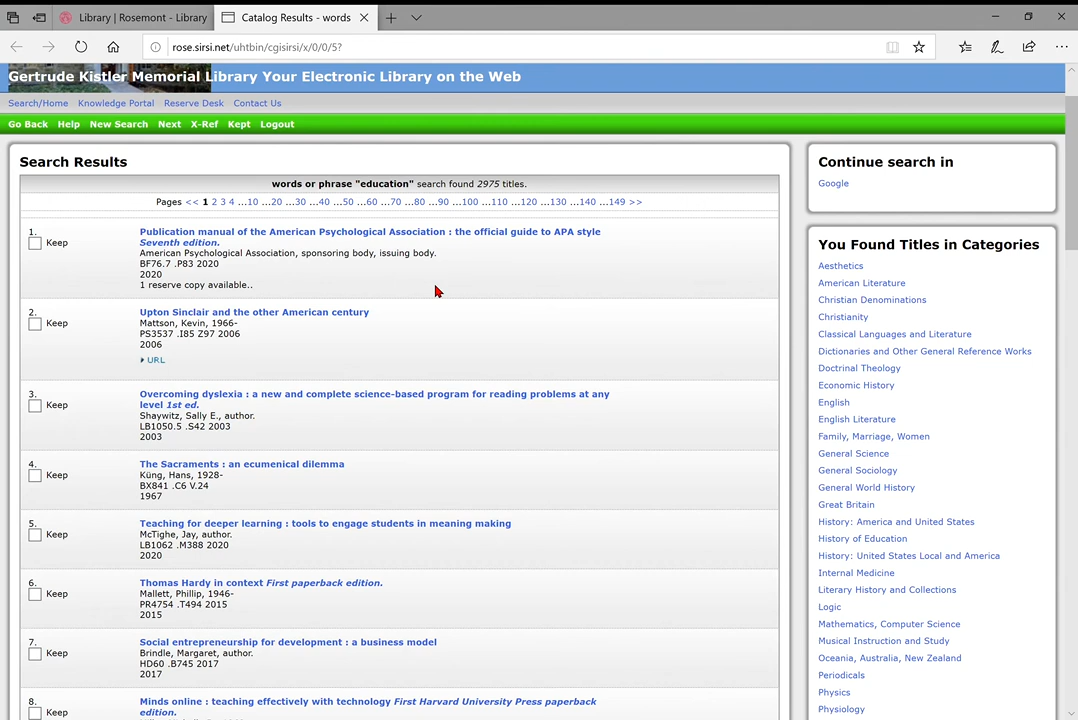 Library | Rosemont - Library
Catalog Results - words
rose.sirsi.net/uhtbin/cgisirsi/x/0/0/5?
Gertrude Kistler Memorial Library Your Electronic Library on the Web
Search/Home Knowledge Portal Reserve Desk Contact Us
Go Back Help New Search Next X-Ref Kept Logout
Search Results
words or phrase "education" search found 2975 titles.
Pages << 1 2 3 4 ...10 ...20 ...30 ...40 ...50 ...60 ...70 ...80 ...90 ...100 ...110 ...120 ...130 ...140 ...149 >>
1.
Keep
Publication manual of the American Psychological Association : the official guide to APA style
Seventh edition.
American Psychological Association, sponsoring body, issuing body.
BF76.7 .P83 2020
2020
1 reserve copy available..
2.
Keep
Upton Sinclair and the other American century
Mattson, Kevin, 1966-
PS3537 .I85 Z97 2006
2006
URL
3.
Keep
Overcoming dyslexia : a new and complete science-based program for reading problems at any
level 1st ed.
Shaywitz, Sally E., author.
LB1050.5 .S42 2003
2003
4.
Keep
The Sacraments : an ecumenical dilemma
Küng, Hans, 1928-
BX841 .C6 V.24
1967
5.
Keep
Teaching for deeper learning : tools to engage students in meaning making
McTighe, Jay, author.
LB1062 .M388 2020
2020
6.
Keep
Thomas Hardy in context First paperback edition.
Mallett, Phillip, 1946-
PR4754 .T494 2015
2015
7.
Keep
Social entrepreneurship for development : a business model
Brindle, Margaret, author.
HD60 .B745 2017
2017
8.
Keep
Minds online : teaching effectively with technology First Harvard University Press paperback
edition.
Continue search in
Google
You Found Titles in Categories
Aesthetics
American Literature
Christian Denominations
Christianity
Classical Languages and Literature
Dictionaries and Other General Reference Works
Doctrinal Theology
Economic History
English
English Literature
Family, Marriage, Women
General Science
General Sociology
General World History
Great Britain
History: America and United States
History of Education
History: United States Local and America
Internal Medicine
Literary History and Collections
Logic
Mathematics, Computer Science
Musical Instruction and Study
Oceania, Australia, New Zealand
Periodicals
Physics
Physiology